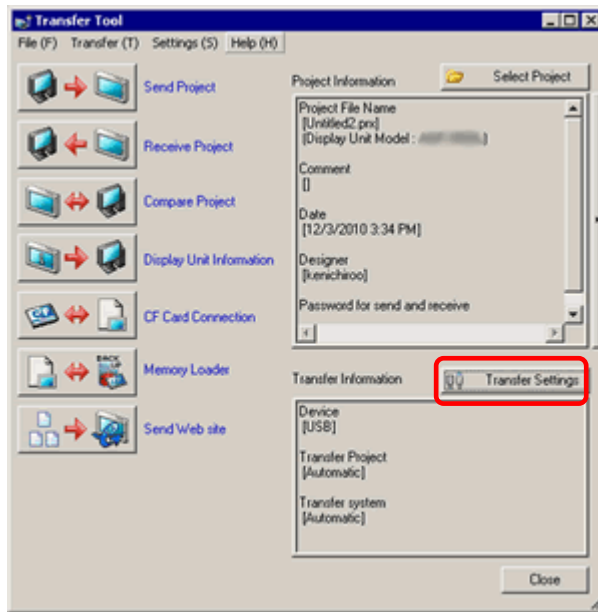 Transfer Tool
File (F) Transfer (T) Settings (S) Help (H)
Send Project
Receive Project
Compare Project
Display Unit Information
CF Card Connection
Memory Loader
Send Web site
Project Information
Select Project
Project File Name
[Untitled2.prx]
(Display Unit Model : )
Comment
[]
Date
[12/3/2010 3:34 PM]
Designer
[kenichiroo]
Password for send and receive
Transfer Information
Transfer Settings
Device
[USB]
Transfer Project
[Automatic]
Transfer system
[Automatic]
Close